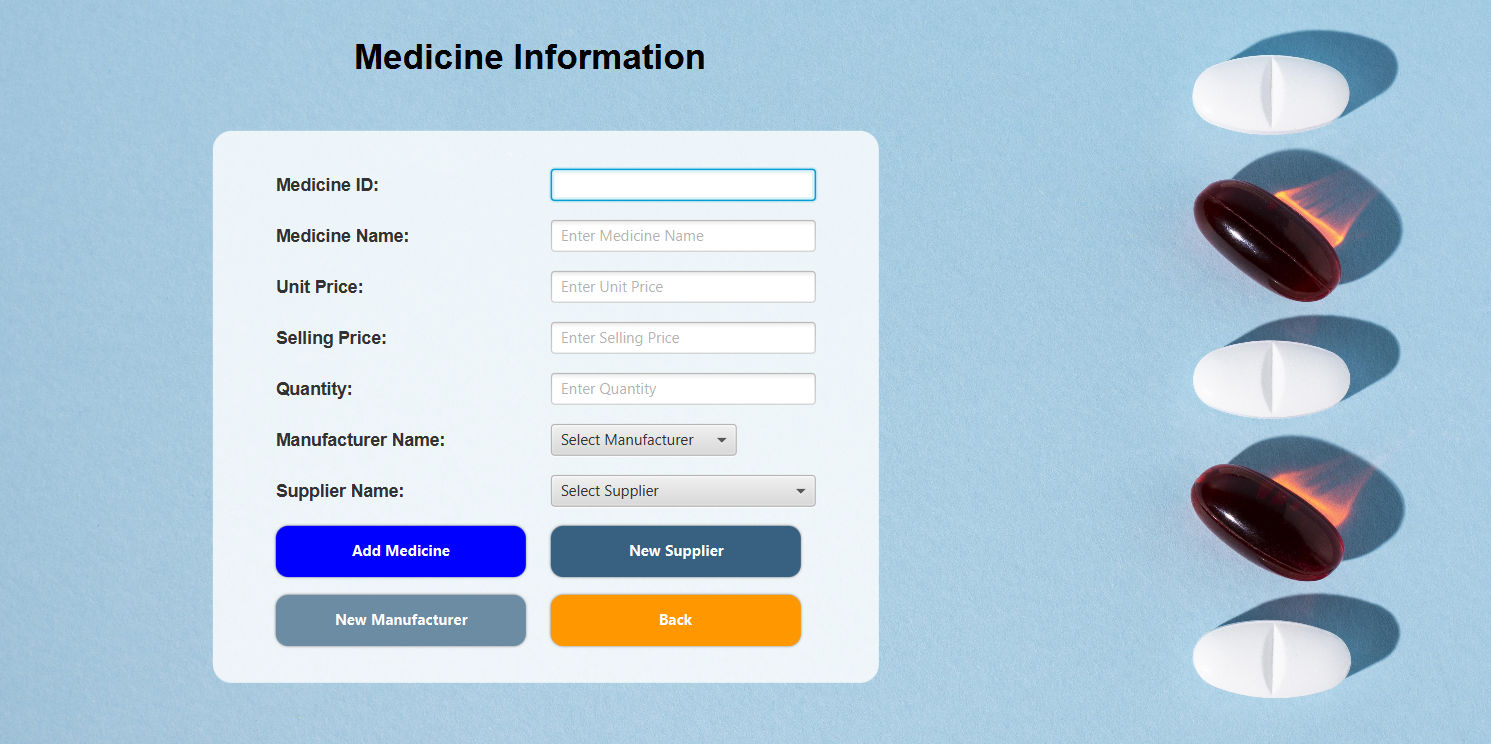 Medicine Information
Medicine ID:
Medicine Name: Enter Medicine Name
Unit Price: Enter Unit Price
Selling Price: Enter Selling Price
Quantity: Enter Quantity
Manufacturer Name: Select Manufacturer
Supplier Name: Select Supplier
Add Medicine New Supplier
New Manufacturer Back